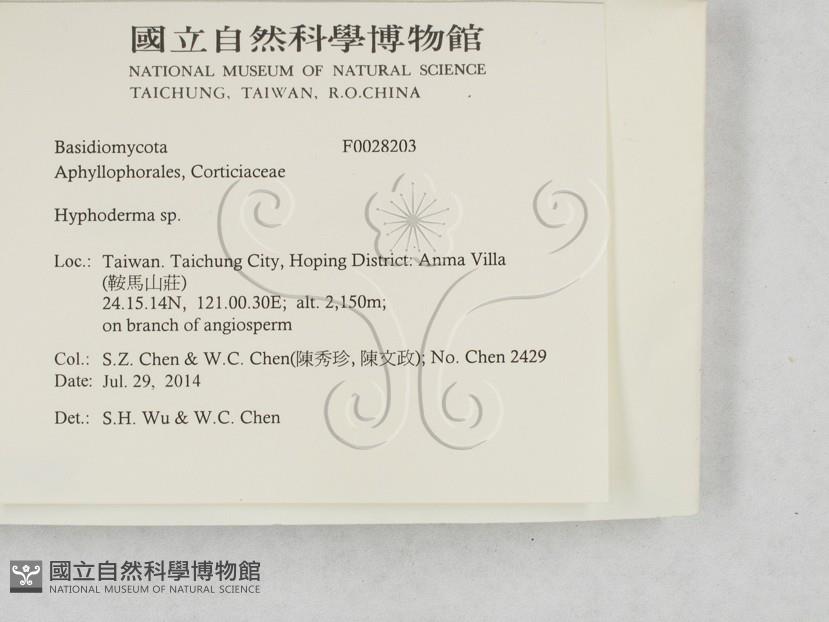 國立自然科學博物館
NATIONAL MUSEUM OF NATURAL SCIENCE
TAICHUNG, TAIWAN, R.O.CHINA
Basidiomycota F0028203
Aphyllophorales, Corticiaceae
Hyphoderma sp.
Loc.: Taiwan. Taichung City, Hoping District: Anma Villa
(鞍馬山莊)
24.15.14N, 121.00.30E; alt. 2,150m;
on branch of angiosperm
Col.: S.Z. Chen & W.C. Chen(陳秀珍, 陳文政); No. Chen 2429
Date: Jul. 29, 2014
Det.: S.H. Wu & W.C. Chen
國立自然科學博物館
NATIONAL MUSEUM OF NATURAL SCIENCE